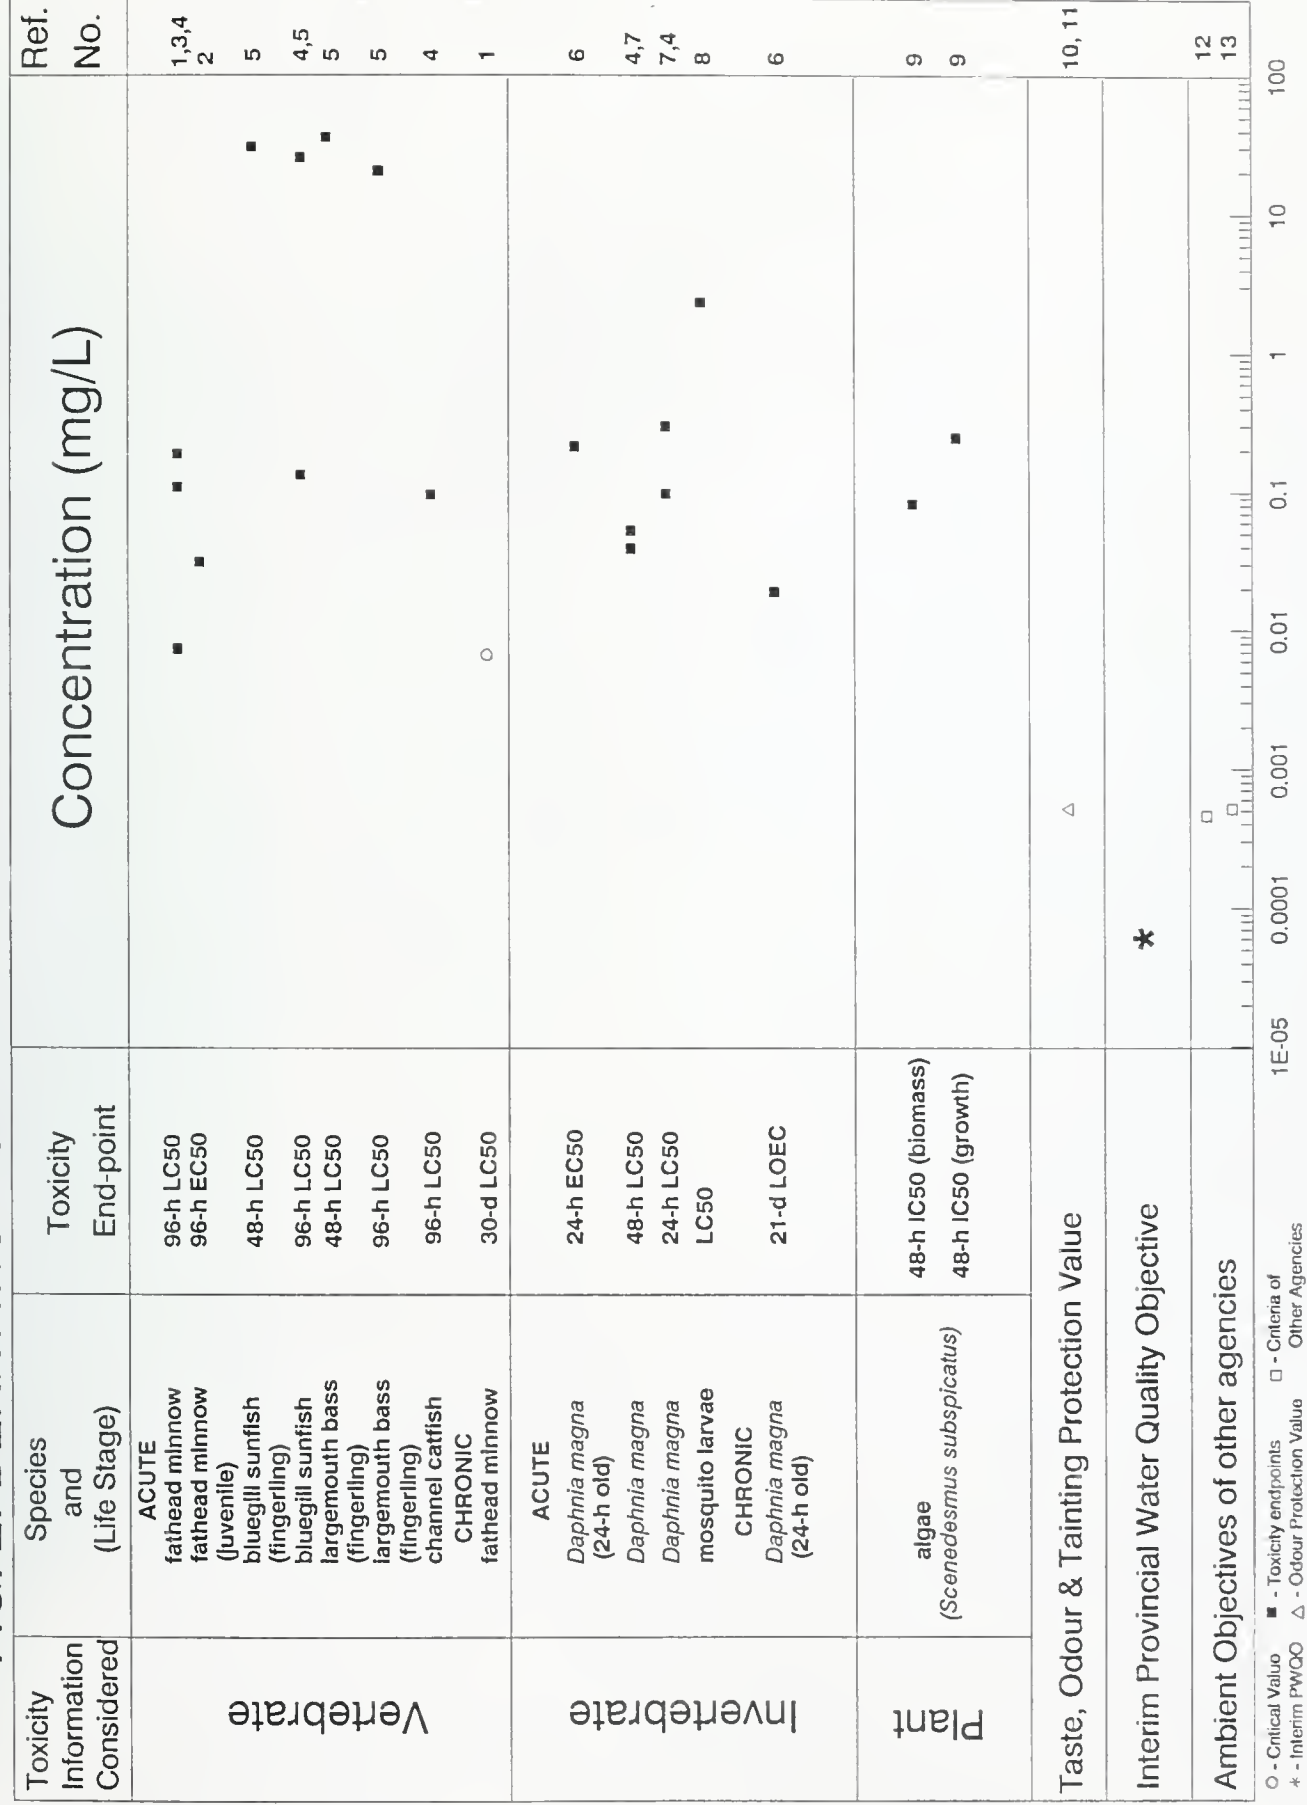 Toxicity Information Considered
Species and (Life Stage)
Toxicity End-point
Concentration (mg/L)
Ref. No.
Vertebrate
ACUTE
fathead minnow 96-h LC50 1,3,4
fathead minnow 96-h EC50 2
(juvenile)
bluegill sunfish 48-h LC50 5
(fingerling)
bluegill sunfish 96-h LC50 4,5
largemouth bass 48-h LC50 5
(fingerling)
largemouth bass 96-h LC50 5
(fingerling)
channel catfish 96-h LC50 4
CHRONIC
fathead minnow 30-d LC50 1
Invertebrate
ACUTE
Daphnia magna 24-h EC50 6
(24-h old)
Daphnia magna 48-h LC50 4,7
Daphnia magna 24-h LC50 7,4
mosquito larvae LC50 8
CHRONIC
Daphnia magna 21-d LOEC 6
(24-h old)
Plant
algae 48-h IC50 (biomass) 9
(Scenedesmus subspicatus) 48-h IC50 (growth) 9
Taste, Odour & Tainting Protection Value 10, 11
Interim Provincial Water Quality Objective
Ambient Objectives of other agencies 12
13
1E-05 0.0001 0.001 0.01 0.1 1 10 100
○ - Critical Value ■ - Toxicity endpoints □ - Criteria of
* - Interim PWQO △ - Odour Protection Value Other Agencies